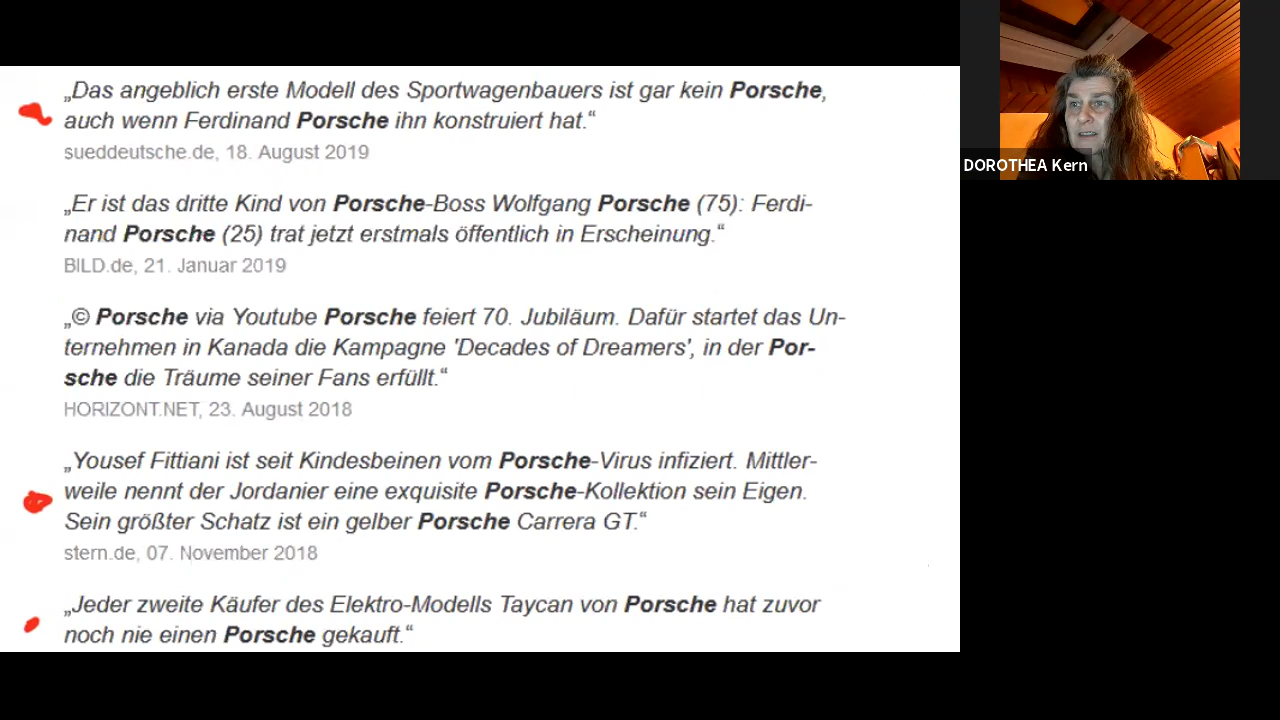 „Das angeblich erste Modell des Sportwagenbauers ist gar kein Porsche,
auch wenn Ferdinand Porsche ihn konstruiert hat.“
sueddeutsche.de, 18. August 2019
„Er ist das dritte Kind von Porsche-Boss Wolfgang Porsche (75): Ferdi-
nand Porsche (25) trat jetzt erstmals öffentlich in Erscheinung.“
BILD.de, 21. Januar 2019
„© Porsche via Youtube Porsche feiert 70. Jubiläum. Dafür startet das Un-
ternehmen in Kanada die Kampagne 'Decades of Dreamers', in der Por-
sche die Träume seiner Fans erfüllt.“
HORIZONT.NET, 23. August 2018
„Yousef Fittiani ist seit Kindesbeinen vom Porsche-Virus infiziert. Mittler-
weile nennt der Jordanier eine exquisite Porsche-Kollektion sein Eigen.
Sein größter Schatz ist ein gelber Porsche Carrera GT.“
stern.de, 07. November 2018
„Jeder zweite Käufer des Elektro-Modells Taycan von Porsche hat zuvor
noch nie einen Porsche gekauft.“
DOROTHEA Kern